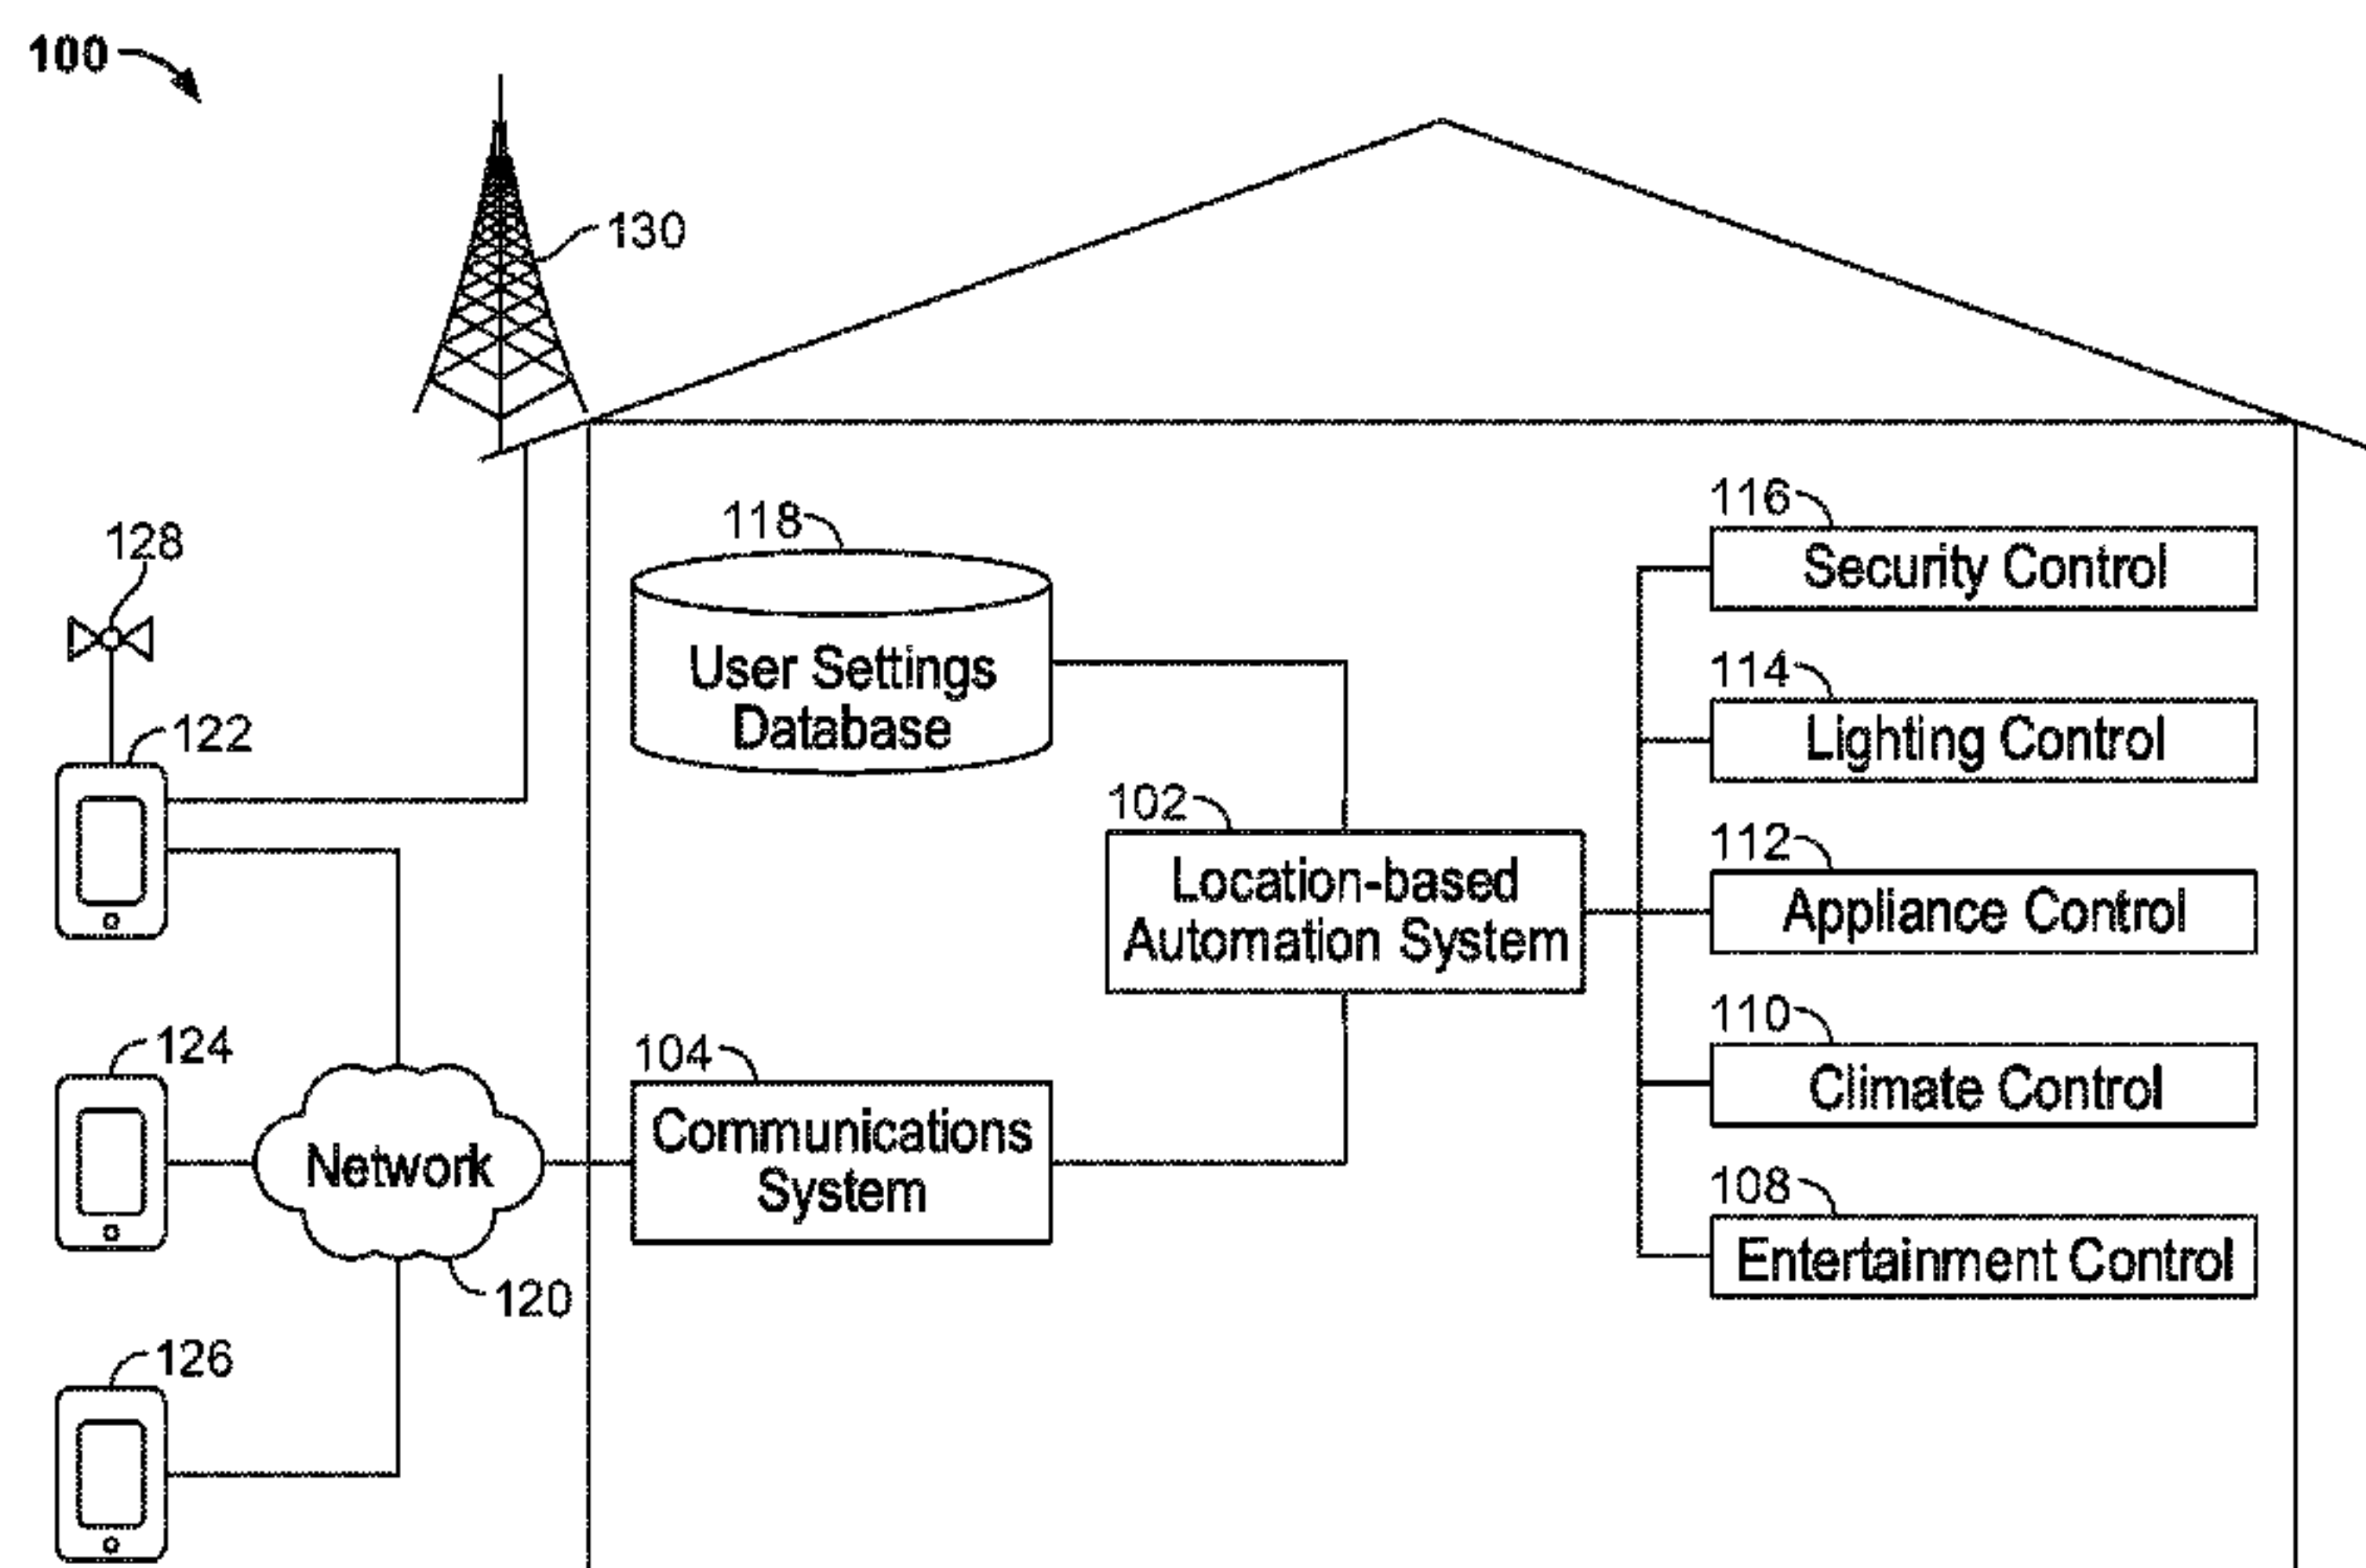 100
130
118
User Settings
Database
128
122
124
Network
120
126
104
Communications
System
102
Location-based
Automation System
116
Security Control
114
Lighting Control
112
Appliance Control
110
Climate Control
108
Entertainment Control